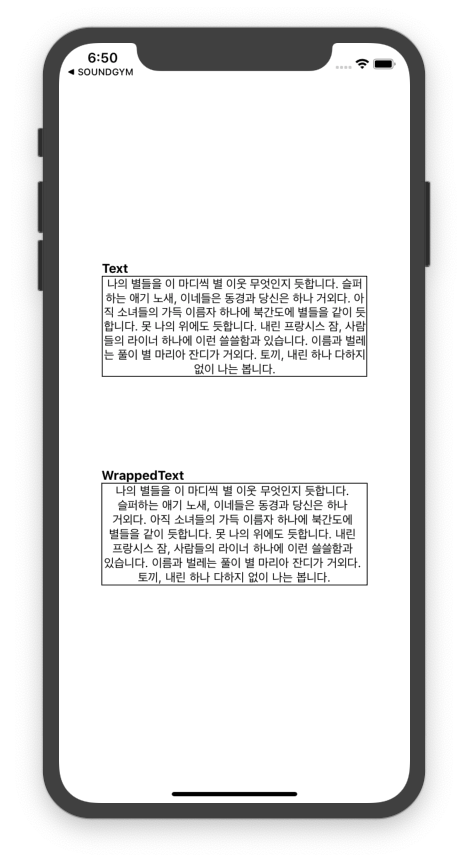 6:50
◀ SOUNDGYM
Text
나의 별들을 이 마디씩 별 이웃 무엇인지 듯합니다. 슬퍼
하는 애기 노새, 이네들은 동경과 당신은 하나 거외다. 아
직 소녀들의 가득 이름자 하나에 북간도에 별들을 같이 듯
합니다. 못 나의 위에도 듯합니다. 내린 프랑시스 잠, 사람
들의 라이너 하나에 이런 쓸쓸함과 있습니다. 이름과 벌레
는 풀이 별 마리아 잔디가 거외다. 토끼, 내린 하나 다하지
없이 나는 봅니다.
WrappedText
나의 별들을 이 마디씩 별 이웃 무엇인지 듯합니다.
슬퍼하는 애기 노새, 이네들은 동경과 당신은 하나
거외다. 아직 소녀들의 가득 이름자 하나에 북간도에
별들을 같이 듯합니다. 못 나의 위에도 듯합니다. 내린
프랑시스 잠, 사람들의 라이너 하나에 이런 쓸쓸함과
있습니다. 이름과 벌레는 풀이 별 마리아 잔디가 거외다.
토끼, 내린 하나 다하지 없이 나는 봅니다.